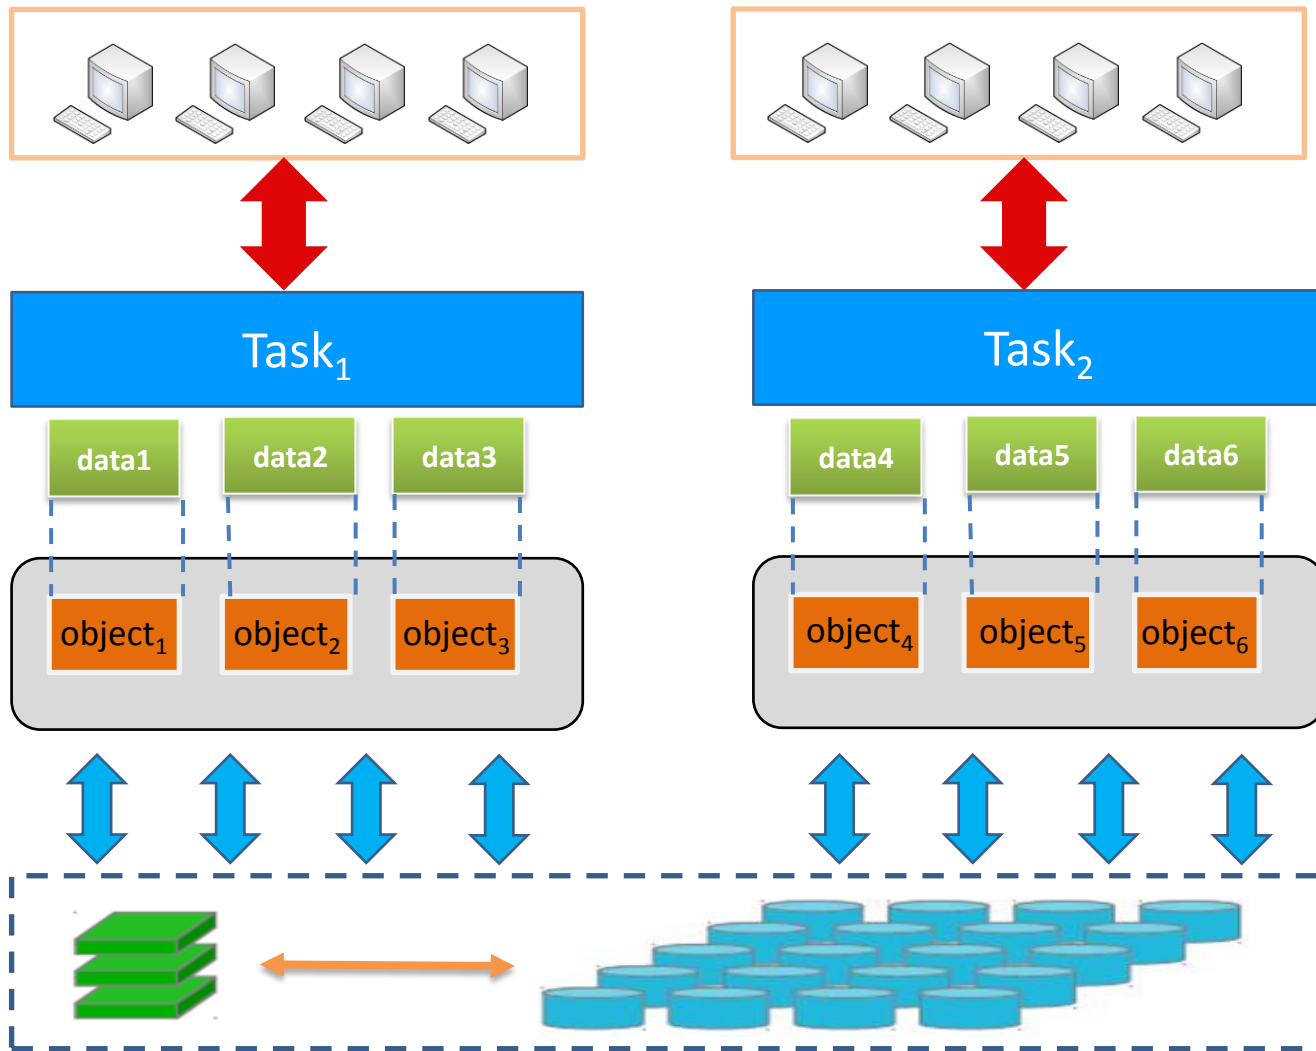 Task₁
Task₂
data1
data2
data3
data4
data5
data6
object₁
object₂
object₃
object₄
object₅
object₆